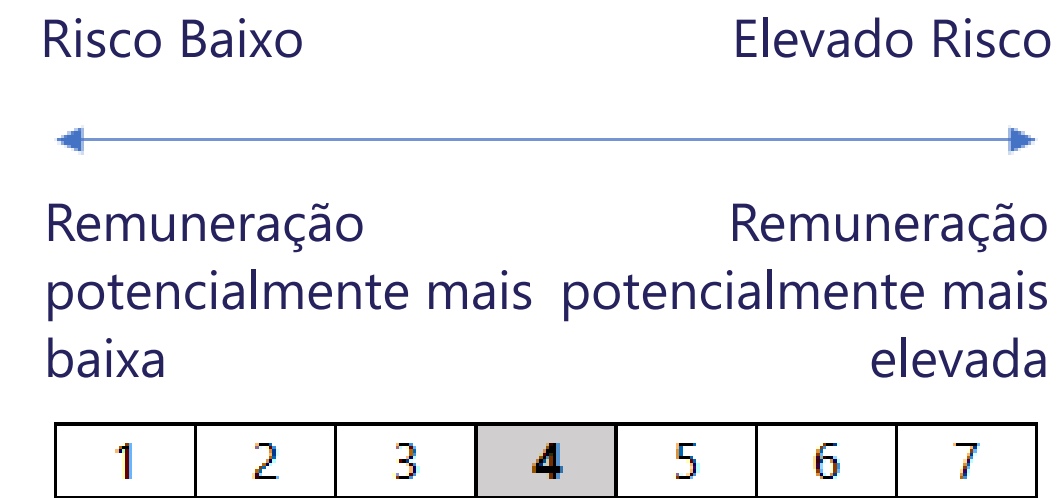 Risco Baixo Elevado Risco
Remuneração Remuneração
potencialmente mais potencialmente mais
baixa elevada
1 2 3 4 5 6 7